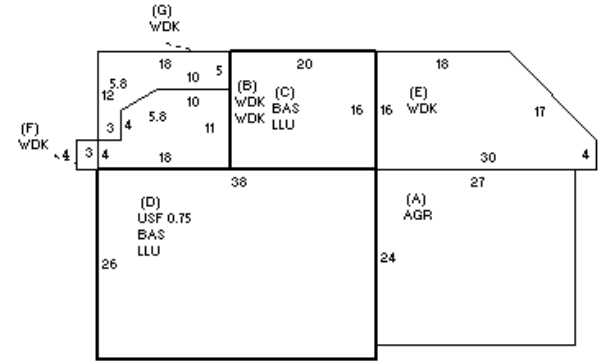 (G)
WDK
18
5
20
18
10
5.8
12
10
(B)
WDK
WDK
(C)
BAS
LLU
(E)
WDK
5.8
4
3
11
16
16
17
(F)
WDK
4
3
4
18
30
4
38
27
(D)
USF 0.75
BAS
LLU
(A)
AGR
26
24